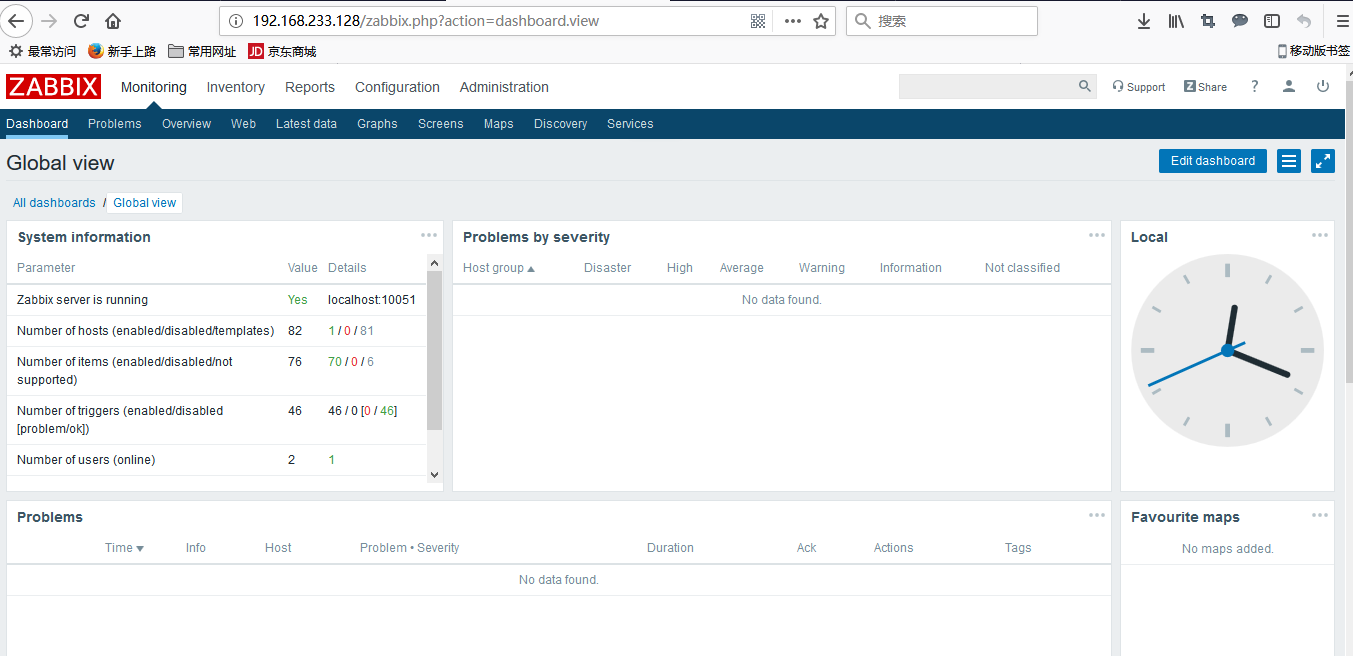 192.168.233.128/zabbix.php?action=dashboard.view
搜索
最常访问 新手上路 常用网址 JD 京东商城 移动版书签
ZABBIX Monitoring Inventory Reports Configuration Administration Support Z Share ?
Dashboard Problems Overview Web Latest data Graphs Screens Maps Discovery Services
Global view Edit dashboard
All dashboards / Global view
System information
Parameter Value Details
Zabbix server is running Yes localhost:10051
Number of hosts (enabled/disabled/templates) 82 1 / 0 / 81
Number of items (enabled/disabled/not
supported) 76 70 / 0 / 6
Number of triggers (enabled/disabled
[problem/ok]) 46 46 / 0 [0 / 46]
Number of users (online) 2 1
Problems by severity
Host group Disaster High Average Warning Information Not classified
No data found.
Local
Problems
Time Info Host Problem • Severity Duration Ack Actions Tags
No data found.
Favourite maps
No maps added.